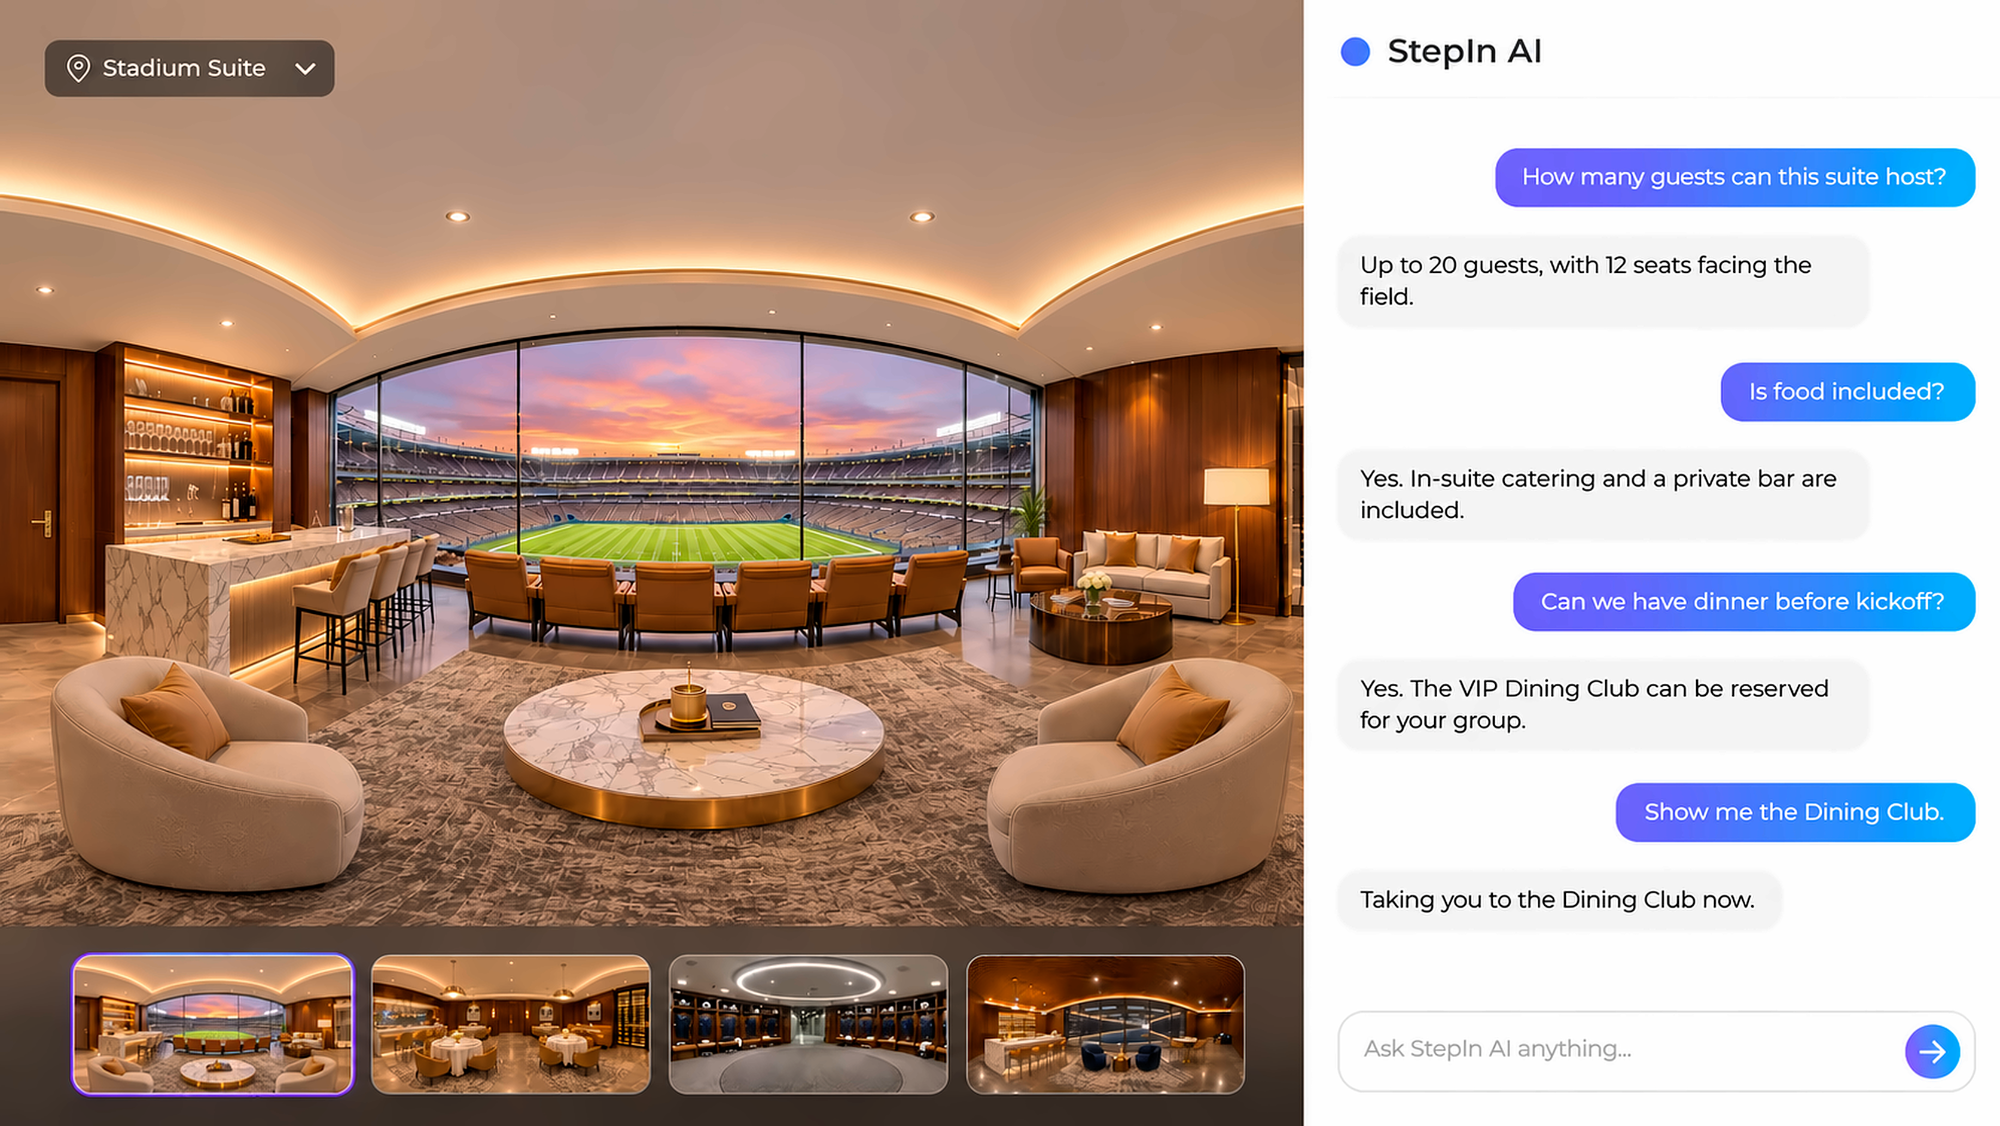 Stadium Suite
StepIn AI
How many guests can this suite host?
Up to 20 guests, with 12 seats facing the
field.
Is food included?
Yes. In-suite catering and a private bar are
included.
Can we have dinner before kickoff?
Yes. The VIP Dining Club can be reserved
for your group.
Show me the Dining Club.
Taking you to the Dining Club now.
Ask StepIn AI anything...